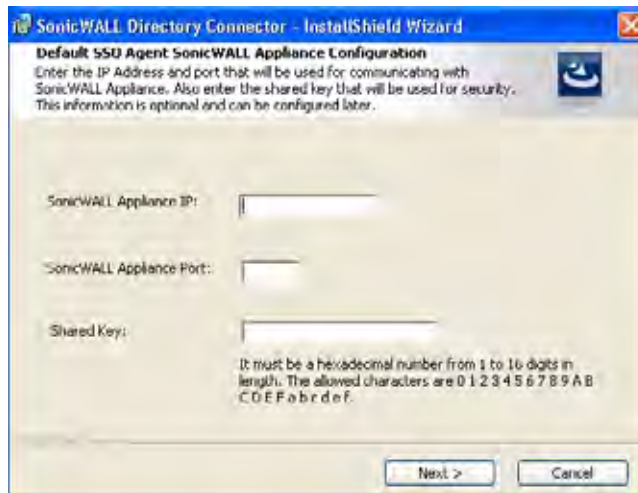 SonicWALL Directory Connector - InstallShield Wizard
Default SSO Agent SonicWALL Appliance Configuration
Enter the IP Address and port that will be used for communicating with
SonicWALL Appliance. Also enter the shared key that will be used for security.
This information is optional and can be configured later.
SonicWALL Appliance IP:
SonicWALL Appliance Port:
Shared Key:
It must be a hexadecimal number from 1 to 16 digits in
length. The allowed characters are 0 1 2 3 4 5 6 7 8 9 A B
C D E F a b c d e f.
Next >
Cancel